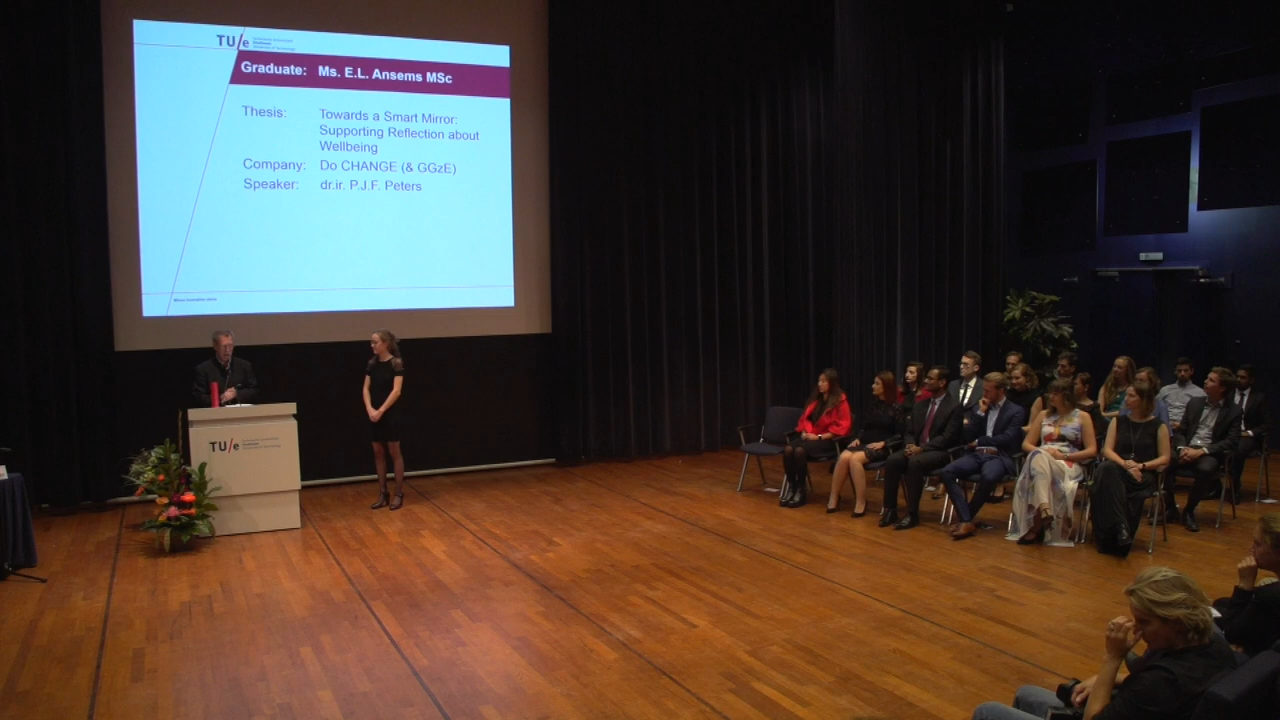 TU/e
Graduate: Ms. E.L. Ansems MSc
Thesis: Towards a Smart Mirror:
Supporting Reflection about
Wellbeing
Company: Do CHANGE (& GGzE)
Speaker: dr.ir. P.J.F. Peters
TU/e